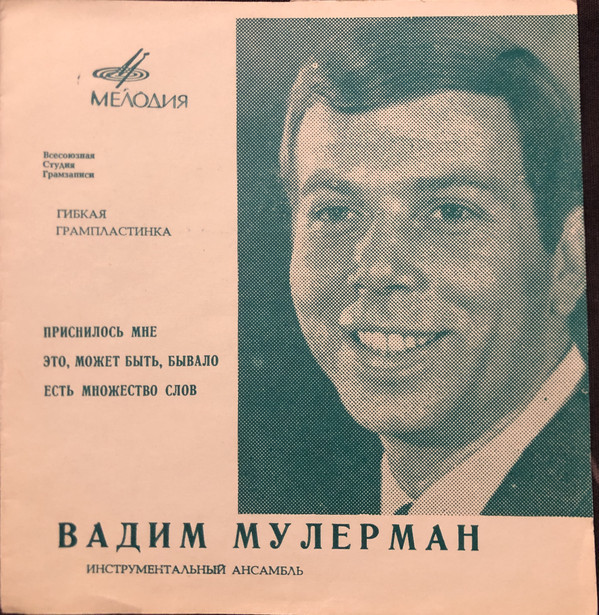 МЕЛОДИЯ
Всесоюзная
Студия
Грамзаписи
ГИБКАЯ
ГРАМПЛАСТИНКА
ПРИСНИЛОСЬ МНЕ
ЭТО, МОЖЕТ БЫТЬ, БЫВАЛО
ЕСТЬ МНОЖЕСТВО СЛОВ
ВАДИМ МУЛЕРМАН
ИНСТРУМЕНТАЛЬНЫЙ АНСАМБЛЬ